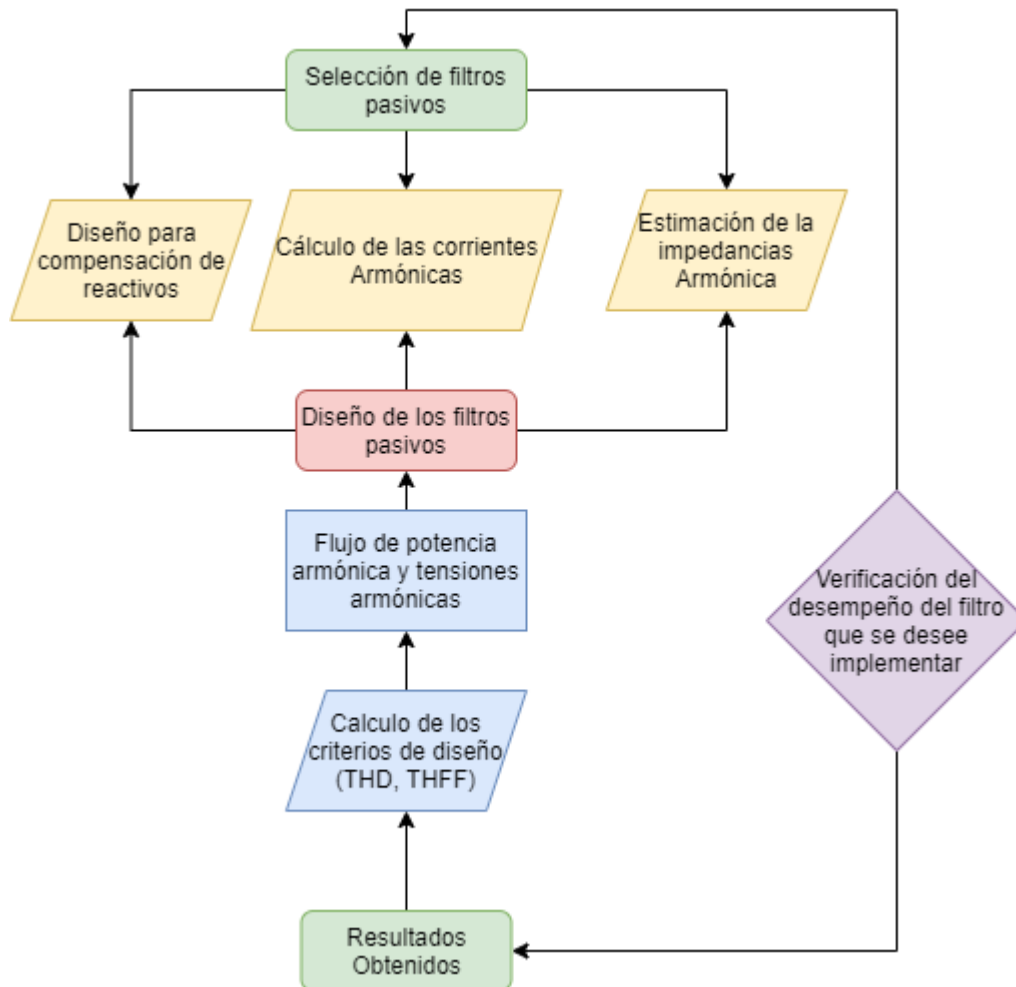 Selección de filtros
pasivos
Diseño para
compensación de
reactivos
Cálculo de las corrientes
Armónicas
Estimación de la
impedancias
Armónica
Diseño de los filtros
pasivos
Flujo de potencia
armónica y tensiones
armónicas
Verificación del
desempeño del filtro
que se desee
implementar
Calculo de los
criterios de diseño
(THD, THFF)
Resultados
Obtenidos